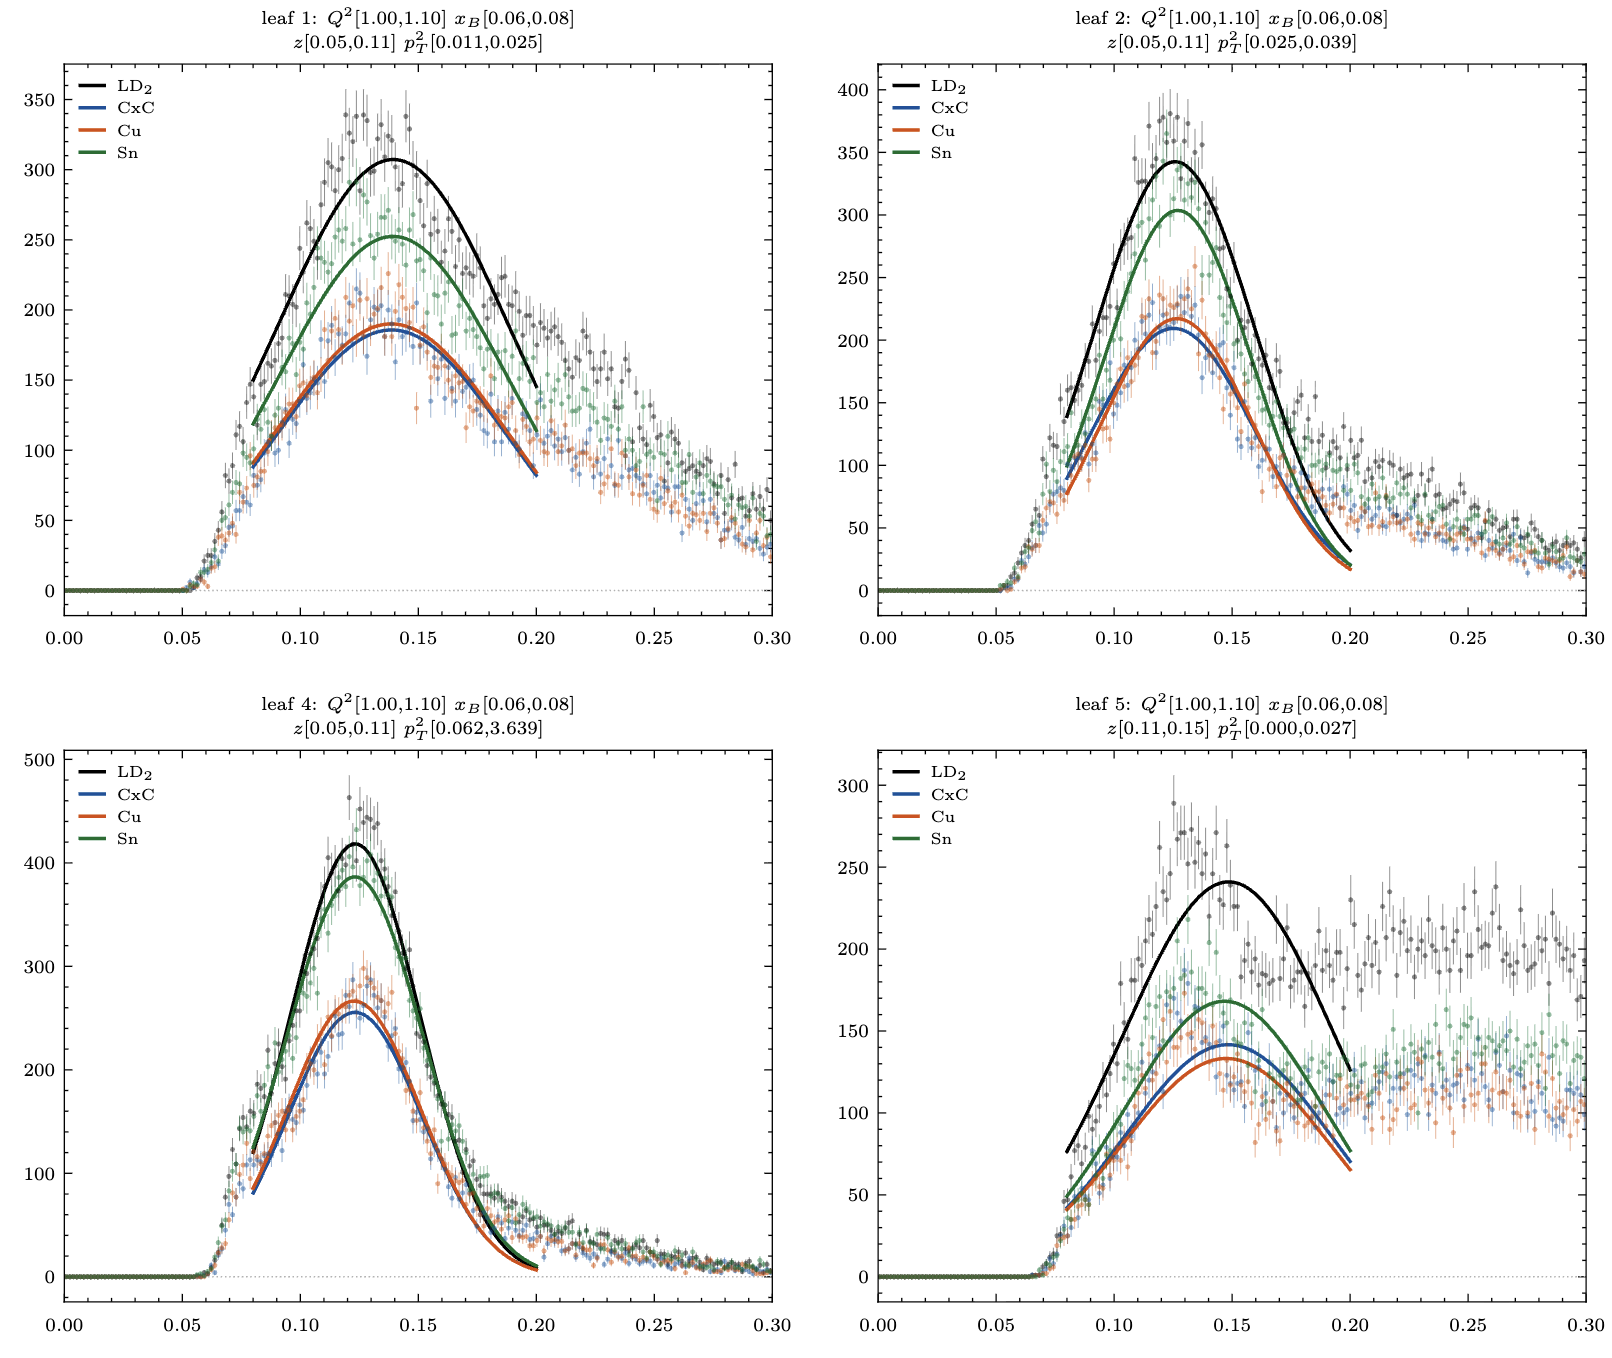 leaf 1: Q²[1.00,1.10] x_B[0.06,0.08]
z[0.05,0.11] p_T²[0.011,0.025]
LD₂
CxC
Cu
Sn
350
300
250
200
150
100
50
0
0.00 0.05 0.10 0.15 0.20 0.25 0.30
leaf 2: Q²[1.00,1.10] x_B[0.06,0.08]
z[0.05,0.11] p_T²[0.025,0.039]
LD₂
CxC
Cu
Sn
400
350
300
250
200
150
100
50
0
0.00 0.05 0.10 0.15 0.20 0.25 0.30
leaf 4: Q²[1.00,1.10] x_B[0.06,0.08]
z[0.05,0.11] p_T²[0.062,3.639]
LD₂
CxC
Cu
Sn
500
400
300
200
100
0
0.00 0.05 0.10 0.15 0.20 0.25 0.30
leaf 5: Q²[1.00,1.10] x_B[0.06,0.08]
z[0.11,0.15] p_T²[0.000,0.027]
LD₂
CxC
Cu
Sn
300
250
200
150
100
50
0
0.00 0.05 0.10 0.15 0.20 0.25 0.30